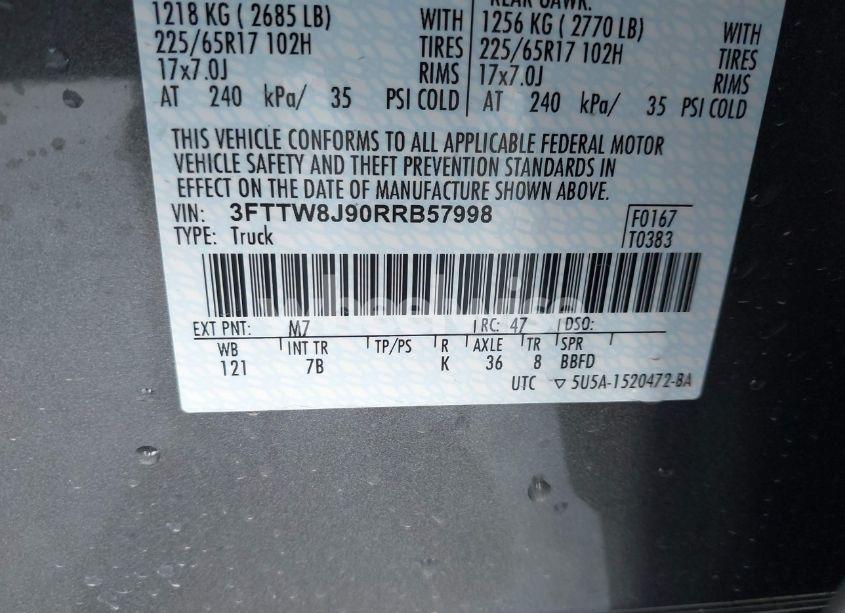 REAR GAWR:
1218 KG ( 2685 LB) WITH 1256 KG ( 2770 LB) WITH
225/65R17 102H TIRES 225/65R17 102H TIRES
17x7.0J RIMS 17x7.0J RIMS
AT 240 kPa/ 35 PSI COLD AT 240 kPa/ 35 PSI COLD
THIS VEHICLE CONFORMS TO ALL APPLICABLE FEDERAL MOTOR
VEHICLE SAFETY AND THEFT PREVENTION STANDARDS IN
EFFECT ON THE DATE OF MANUFACTURE SHOWN ABOVE.
VIN: 3FTTW8J90RRB57998 F0167
TYPE: Truck T0383
EXT PNT: M7 RC: 47 DSO:
WB INT TR TP/PS R AXLE TR SPR
121 7B K 36 8 BBFD
UTC ▽ 5U5A-1520472-BA